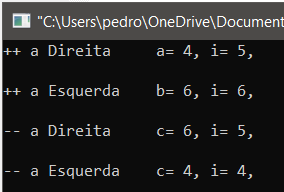 "C:\Users\pedro\OneDrive\Document
++ a Direita a= 4, i= 5,
++ a Esquerda b= 6, i= 6,
-- a Direita c= 6, i= 5,
-- a Esquerda c= 4, i= 4,